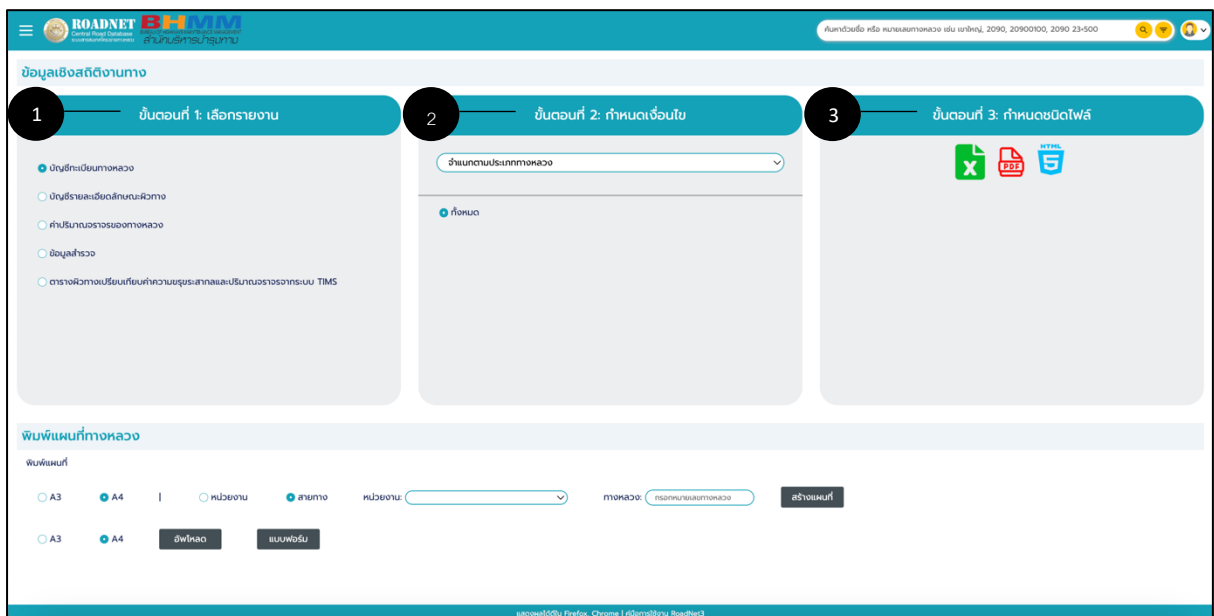 ROADNET
Central Road Database
BHMM
สำนักบริหารบำรุงทาง
ค้นหาด้วยชื่อ หรือ หมายเลขทางหลวง เช่น เขาใหญ่, 2090, 20900100, 2090 23+500
ข้อมูลเชิงสถิติงานทาง
1 ขั้นตอนที่ 1: เลือกรายงาน
บัญชีทะเบียนทางหลวง
บัญชีรายละเอียดลักษณะผิวทาง
ค่าปริมาณจราจรของทางหลวง
ข้อมูลสำรวจ
ตารางผิวทางเปรียบเทียบค่าความขรุขระสากลและปริมาณจราจรจากระบบ TIMS
2 ขั้นตอนที่ 2: กำหนดเงื่อนไข
จำแนกตามประเภททางหลวง
ทั้งหมด
3 ขั้นตอนที่ 3: กำหนดชนิดไฟล์
X PDF HTML 5
พิมพ์แผนที่ทางหลวง
พิมพ์แผนที่
A3 A4 | หน่วยงาน สายทาง หน่วยงาน: ทางหลวง: กรอกหมายเลขทางหลวง สร้างแผนที่
A3 A4 อัพโหลด แบบฟอร์ม
แสดงผลได้ดีใน Firefox, Chrome | คู่มือการใช้งาน RoadNet3